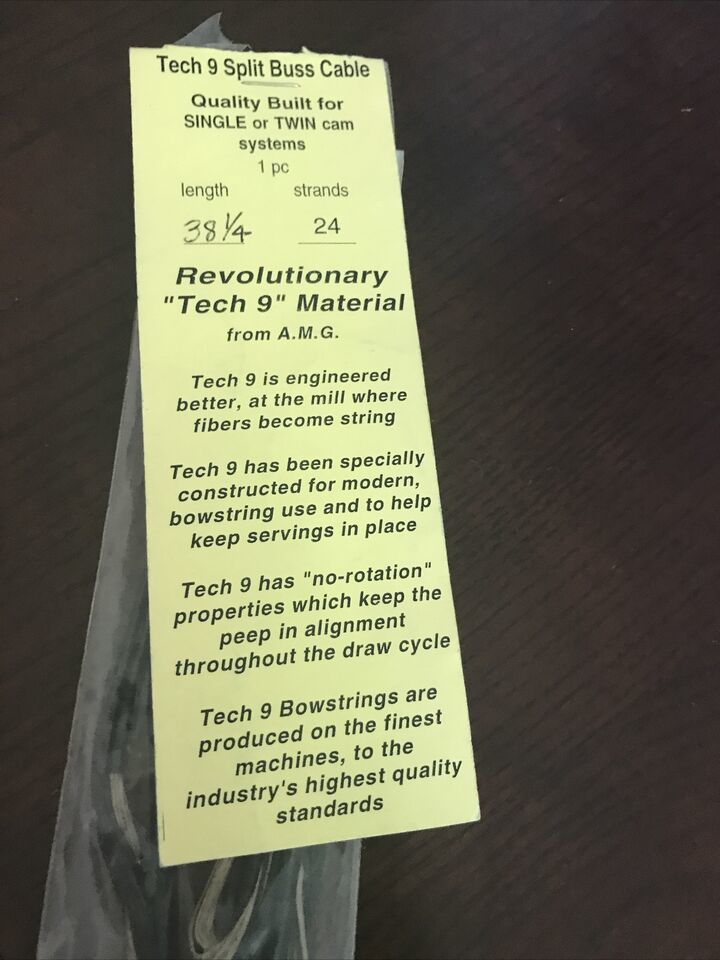 Tech 9 Split Buss Cable
Quality Built for
SINGLE or TWIN cam
systems
1 pc
length strands
38 1/4 24
Revolutionary
"Tech 9" Material
from A.M.G.
Tech 9 is engineered
better, at the mill where
fibers become string
Tech 9 has been specially
constructed for modern,
bowstring use and to help
keep servings in place
Tech 9 has "no-rotation"
properties which keep the
peep in alignment
throughout the draw cycle
Tech 9 Bowstrings are
produced on the finest
machines, to the
industry's highest quality
standards